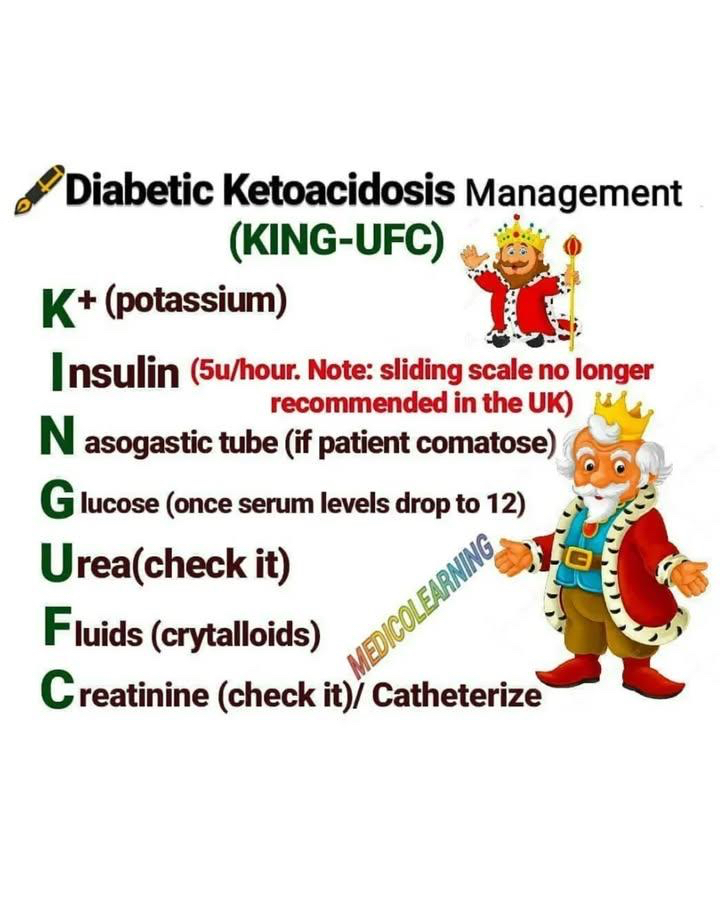 Diabetic Ketoacidosis Management
(KING-UFC)
K+ (potassium)
Insulin (5u/hour. Note: sliding scale no longer
recommended in the UK)
N asogastic tube (if patient comatose)
Glucose (once serum levels drop to 12)
Urea(check it)
Fluids (crytalloids)
Creatinine (check it)/ Catheterize
MEDICOLEARNING